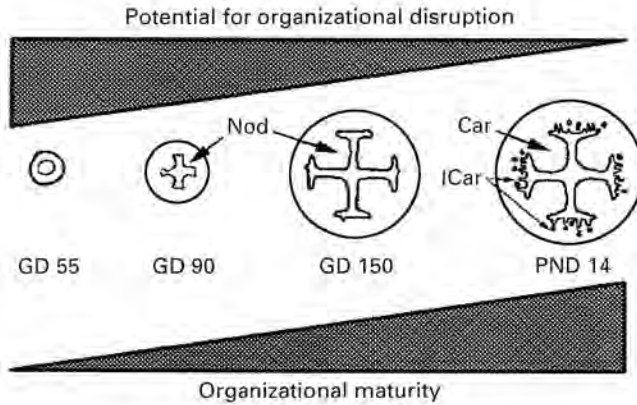 Potential for organizational disruption
Nod
Car
ICar
GD 55
GD 90
GD 150
PND 14
Organizational maturity